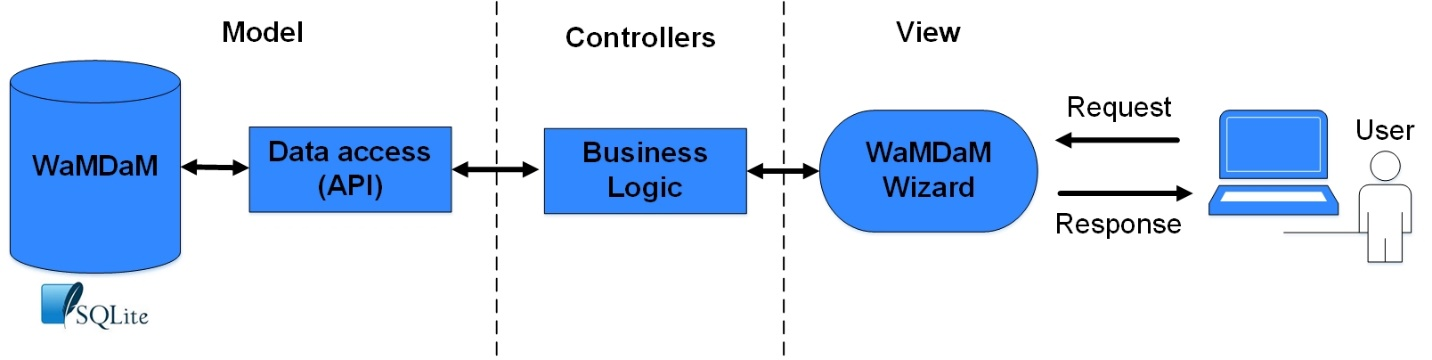 Model
Controllers
View
WaMDaM
Data access
(API)
Business
Logic
WaMDaM
Wizard
Request
Response
User
SQLite